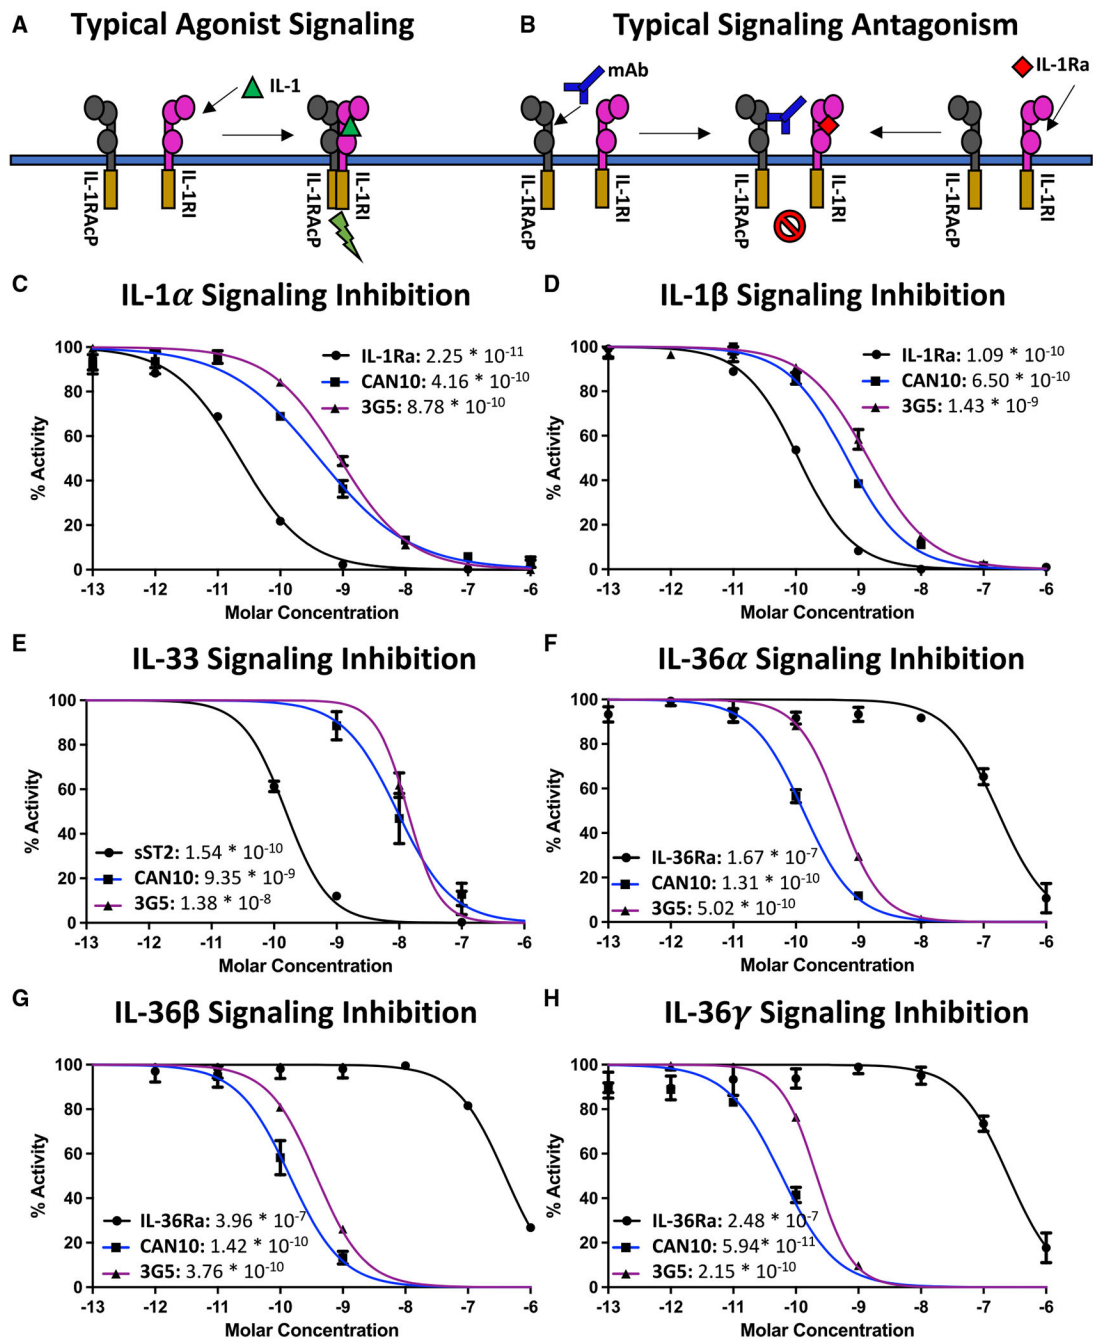 A Typical Agonist Signaling
IL-1
IL-1RAcP
IL-1RI
IL-1RAcP
IL-1RI
B Typical Signaling Antagonism
mAb
IL-1Ra
IL-1RAcP
IL-1RI
IL-1RAcP
IL-1RI
IL-1RAcP
IL-1RI
C IL-1α Signaling Inhibition
% Activity
100
80
60
40
20
0
IL-1Ra: 2.25 * 10⁻¹¹
CAN10: 4.16 * 10⁻¹⁰
3G5: 8.78 * 10⁻¹⁰
-13 -12 -11 -10 -9 -8 -7 -6
Molar Concentration
D IL-1β Signaling Inhibition
% Activity
100
80
60
40
20
0
IL-1Ra: 1.09 * 10⁻¹⁰
CAN10: 6.50 * 10⁻¹⁰
3G5: 1.43 * 10⁻⁹
-13 -12 -11 -10 -9 -8 -7 -6
Molar Concentration
E IL-33 Signaling Inhibition
% Activity
100
80
60
40
20
0
sST2: 1.54 * 10⁻¹⁰
CAN10: 9.35 * 10⁻⁹
3G5: 1.38 * 10⁻⁸
-13 -12 -11 -10 -9 -8 -7 -6
Molar Concentration
F IL-36α Signaling Inhibition
% Activity
100
80
60
40
20
0
IL-36Ra: 1.67 * 10⁻⁷
CAN10: 1.31 * 10⁻¹⁰
3G5: 5.02 * 10⁻¹⁰
-13 -12 -11 -10 -9 -8 -7 -6
Molar Concentration
G IL-36β Signaling Inhibition
% Activity
100
80
60
40
20
0
IL-36Ra: 3.96 * 10⁻⁷
CAN10: 1.42 * 10⁻¹⁰
3G5: 3.76 * 10⁻¹⁰
-13 -12 -11 -10 -9 -8 -7 -6
Molar Concentration
H IL-36γ Signaling Inhibition
% Activity
100
80
60
40
20
0
IL-36Ra: 2.48 * 10⁻⁷
CAN10: 5.94* 10⁻¹¹
3G5: 2.15 * 10⁻¹⁰
-13 -12 -11 -10 -9 -8 -7 -6
Molar Concentration